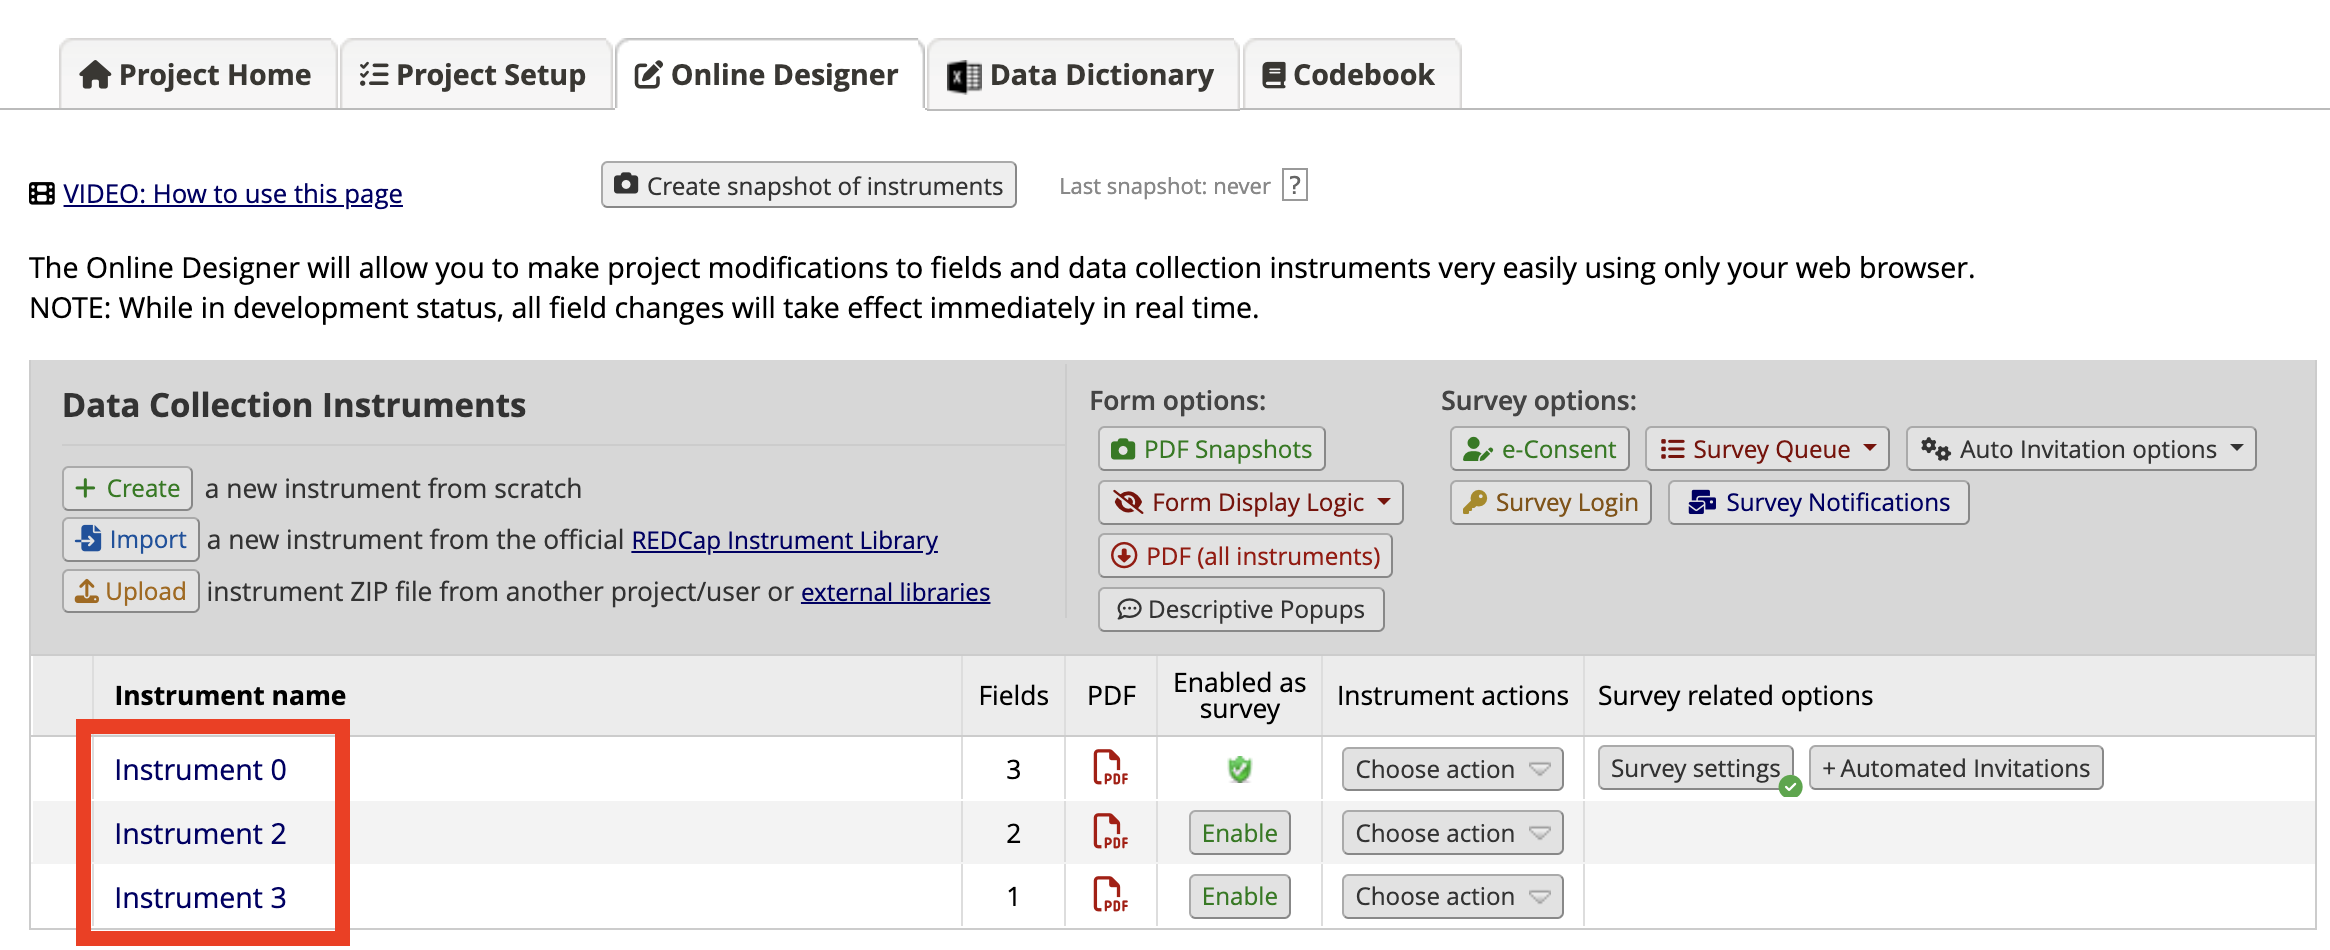 Project Home Project Setup Online Designer Data Dictionary Codebook
VIDEO: How to use this page Create snapshot of instruments Last snapshot: never ?
The Online Designer will allow you to make project modifications to fields and data collection instruments very easily using only your web browser.
NOTE: While in development status, all field changes will take effect immediately in real time.
Data Collection Instruments
+ Create a new instrument from scratch
Import a new instrument from the official REDCap Instrument Library
Upload instrument ZIP file from another project/user or external libraries
Form options:
PDF Snapshots
Form Display Logic
PDF (all instruments)
Descriptive Popups
Survey options:
e-Consent Survey Queue Auto Invitation options
Survey Login Survey Notifications
Instrument name Fields PDF Enabled as survey Instrument actions Survey related options
Instrument 0 3 PDF Choose action Survey settings + Automated Invitations
Instrument 2 2 PDF Enable Choose action
Instrument 3 1 PDF Enable Choose action